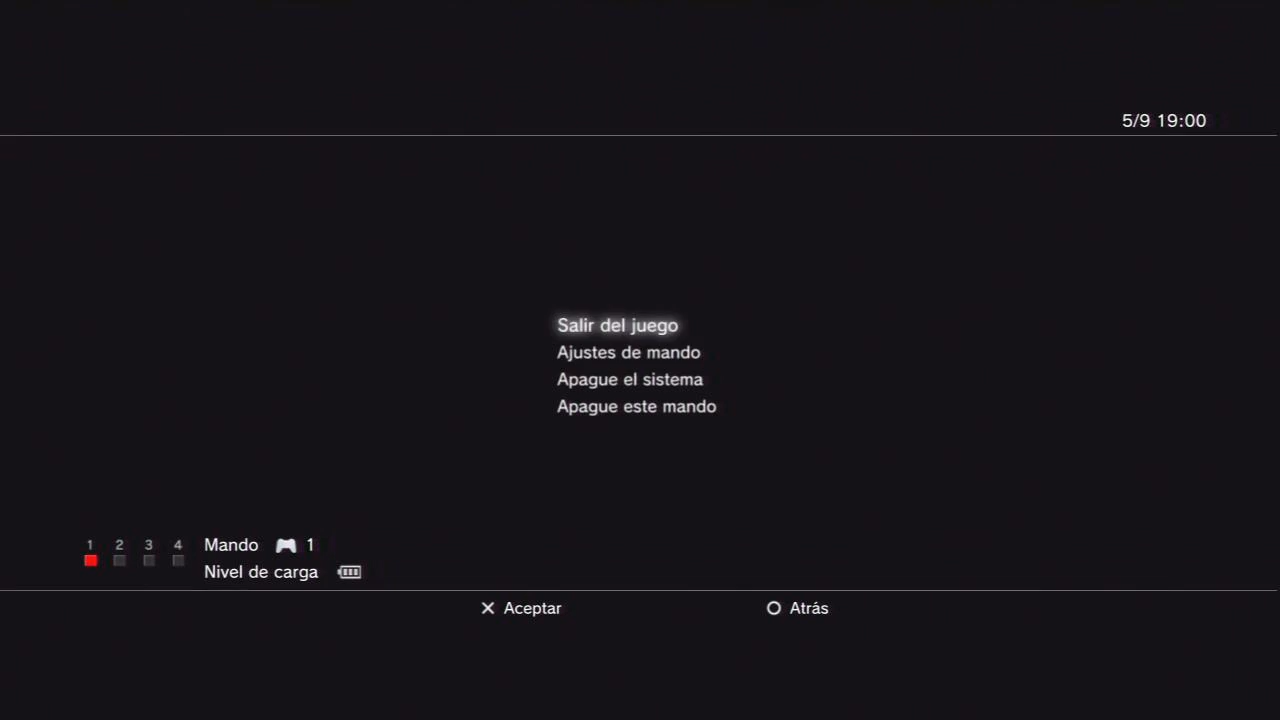 5/9 19:00
Salir del juego
Ajustes de mando
Apague el sistema
Apague este mando
1 2 3 4
Mando 1
Nivel de carga
Aceptar
Atrás